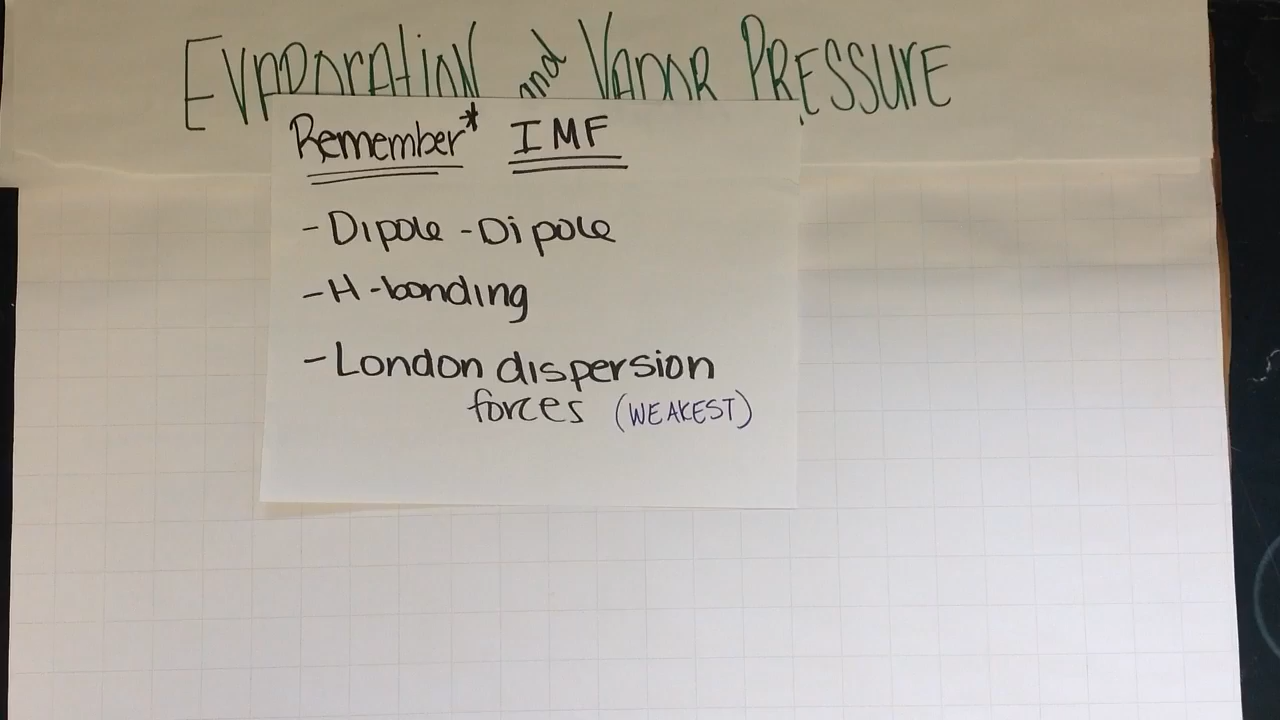 EVAPORATION and VAPOR PRESSURE
Remember* IMF
- Dipole - Dipole
- H-bonding
- London dispersion
forces (WEAKEST)